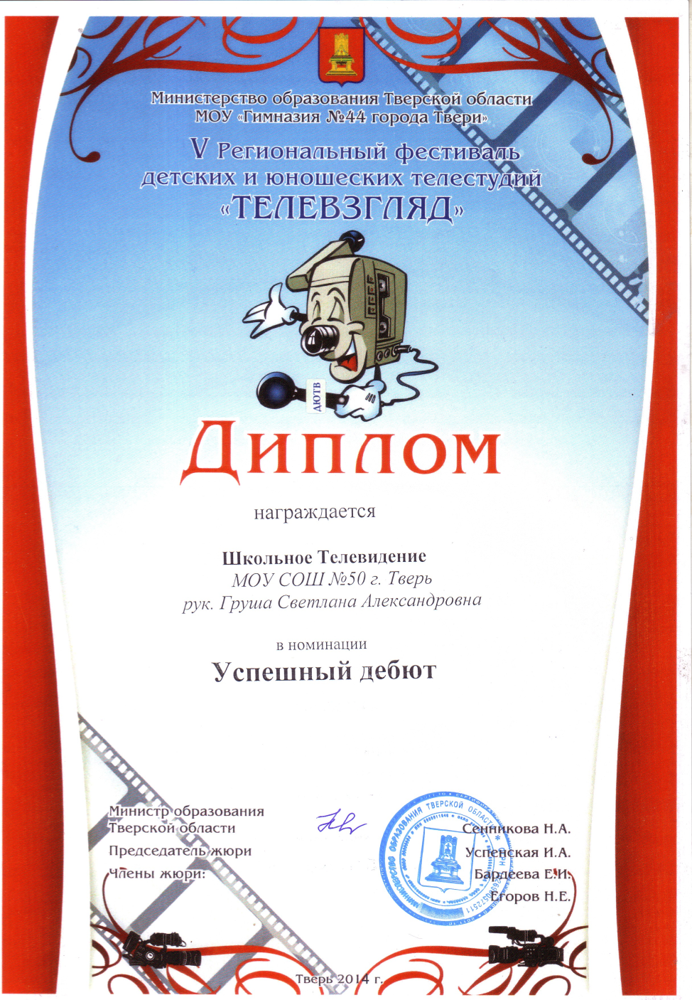 Министерство образования Тверской области
МОУ «Гимназия №44 города Твери»
V Региональный фестиваль
детских и юношеских телестудий
«ТЕЛЕВЗГЛЯД»
ДЮТВ
Диплом
награждается
Школьное Телевидение
МОУ СОШ №50 г. Тверь
рук. Груша Светлана Александровна
в номинации
Успешный дебют
Министр образования
Тверской области
Сенникова Н.А.
Председатель жюри
Успенская И.А.
Члены жюри:
Бардеева Е.И.
Егоров Н.Е.
МИНИСТЕРСТВО ОБРАЗОВАНИЯ ТВЕРСКОЙ ОБЛАСТИ
Тверь 2014 г.